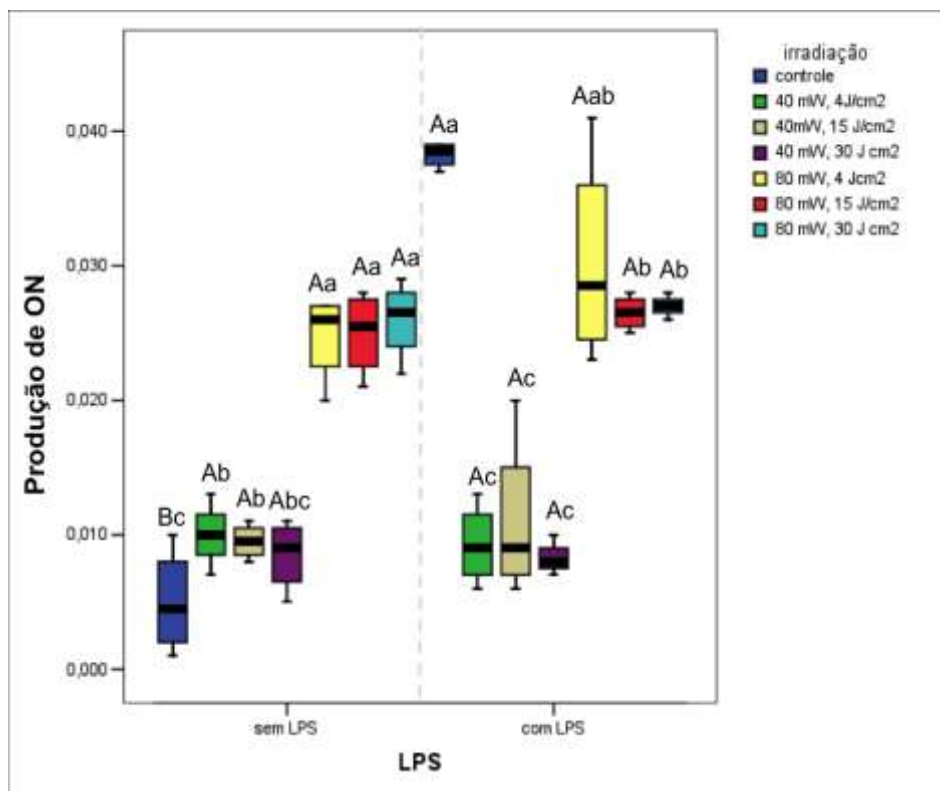 irradiação
controle
40 mW, 4J/cm2
40mW, 15 J/cm2
40 mW, 30 J cm2
80 mW, 4 Jcm2
80 mW, 15 J/cm2
80 mW, 30 J cm2
Produção de ON
0,040
0,030
0,020
0,010
0,000
Bc
Ab
Ab
Abc
Aa
Aa
Aa
Aa
Ac
Ac
Ac
Aab
Ab
Ab
sem LPS
com LPS
LPS